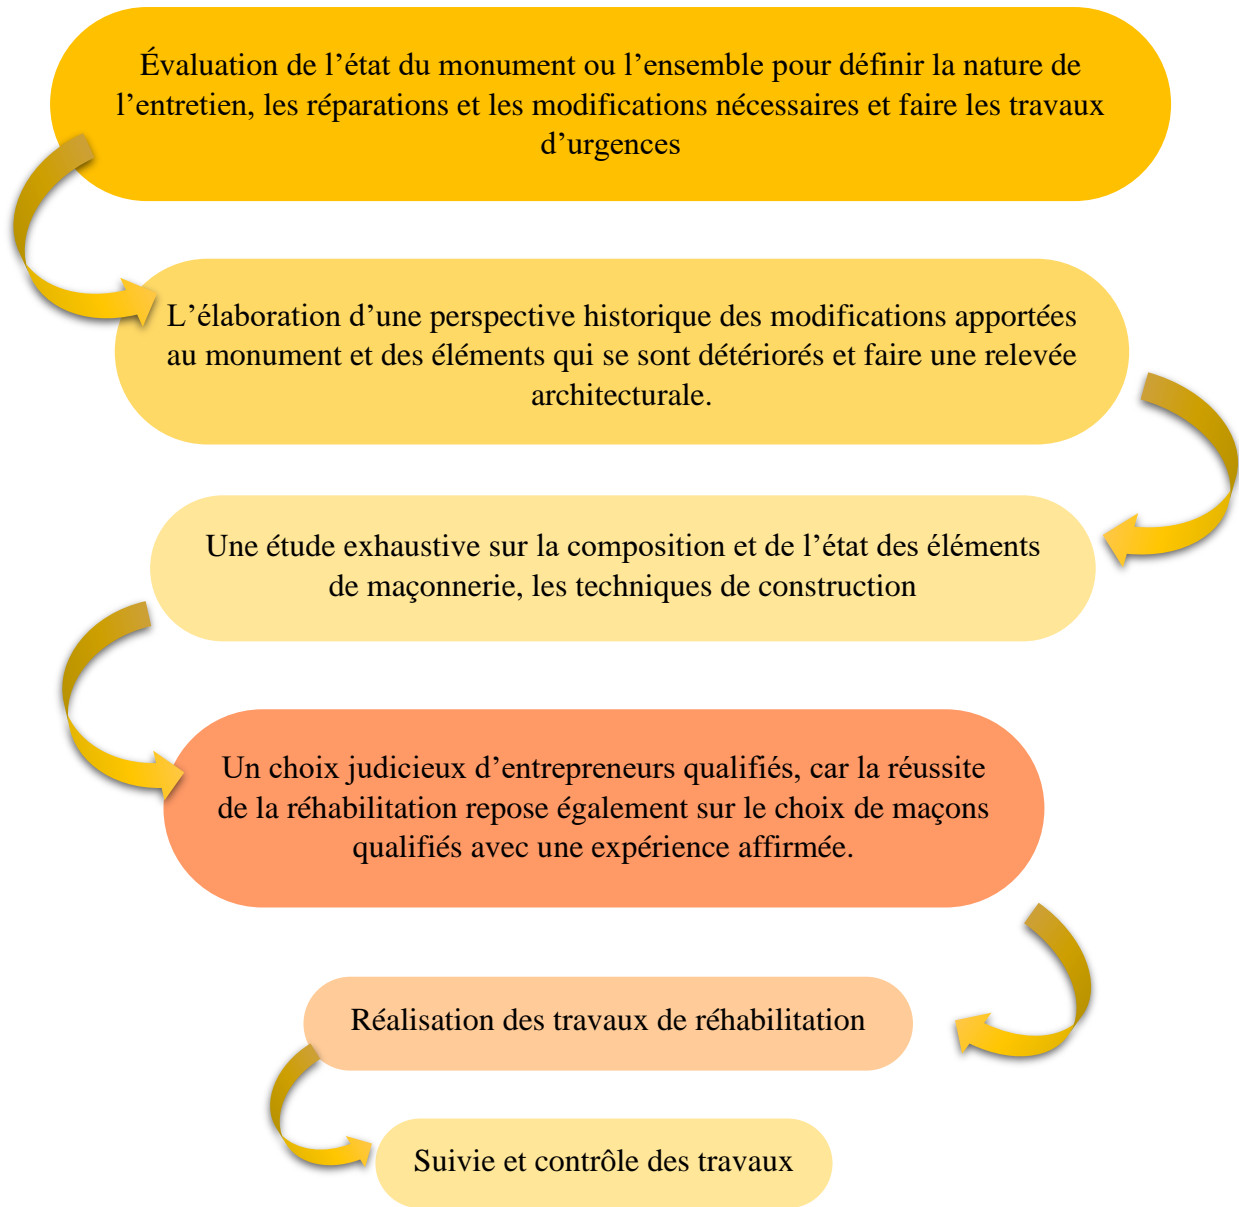 Évaluation de l’état du monument ou l’ensemble pour définir la nature de
l’entretien, les réparations et les modifications nécessaires et faire les travaux
d’urgences
L’élaboration d’une perspective historique des modifications apportées
au monument et des éléments qui se sont détériorés et faire une relevée
architecturale.
Une étude exhaustive sur la composition et de l’état des éléments
de maçonnerie, les techniques de construction
Un choix judicieux d’entrepreneurs qualifiés, car la réussite
de la réhabilitation repose également sur le choix de maçons
qualifiés avec une expérience affirmée.
Réalisation des travaux de réhabilitation
Suivie et contrôle des travaux